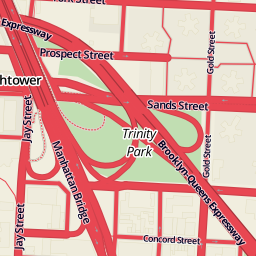 Expressway
Prospect Street
Gold Street
htower
Sands Street
Jay Street
Trinity
Park
Gold Street
Manhattan Bridge
Brooklyn-Queens Expressway
Jay Street
Concord Street